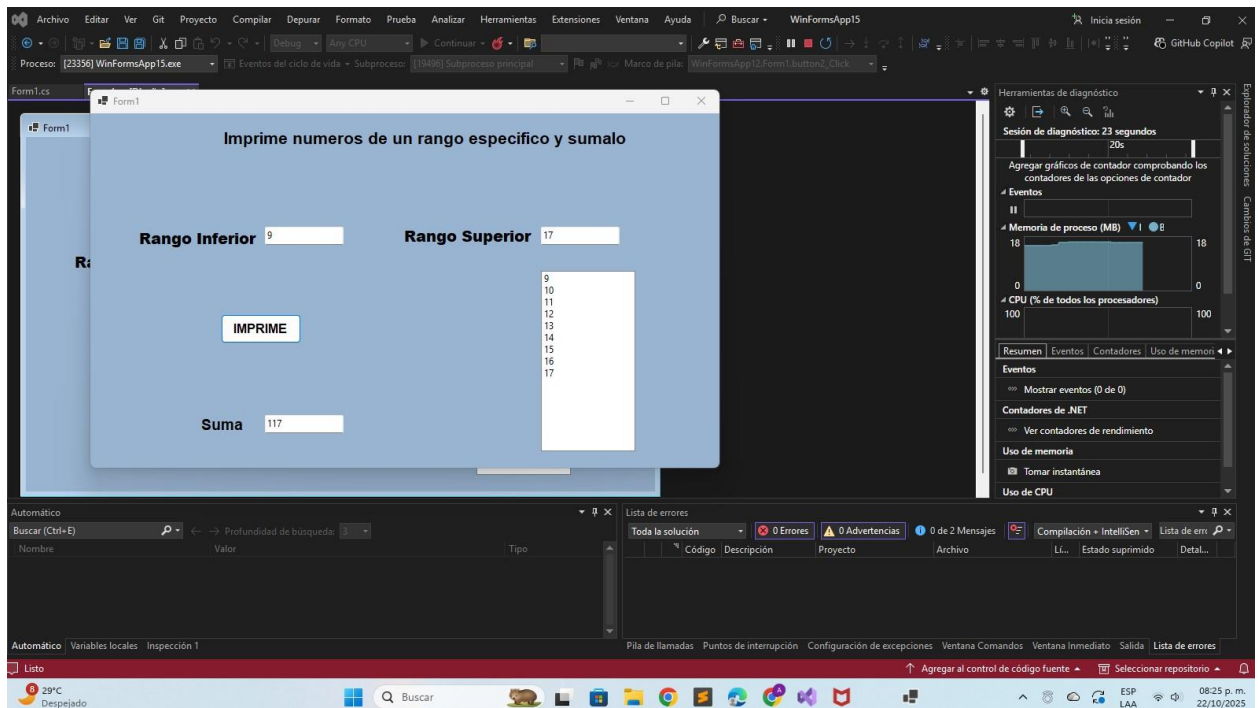 Archivo Editar Ver Git Proyecto Compilar Depurar Formato Prueba Analizar Herramientas Extensiones Ventana Ayuda Buscar WinFormsApp15 Inicia sesión
Debug Any CPU Continuar GitHub Copilot
Proceso: [23356] WinFormsApp15.exe Eventos del ciclo de vida Subproceso: [19496] Subproceso principal Marco de pila: WinFormsApp12.Form1.button2_Click
Form1.cs
Form1
Form1
Imprime numeros de un rango especifico y sumalo
Rango Inferior 9 Rango Superior 17
Ra
9
10
11
12
13
14
15
16
17
IMPRIME
Suma 117
Herramientas de diagnóstico
Sesión de diagnóstico: 23 segundos
20s
Agregar gráficos de contador comprobando los
contadores de las opciones de contador
Eventos
Memoria de proceso (MB)
18 18
0 0
CPU (% de todos los procesadores)
100 100
Resumen Eventos Contadores Uso de memori
Eventos
Mostrar eventos (0 de 0)
Contadores de .NET
Ver contadores de rendimiento
Uso de memoria
Tomar instantánea
Uso de CPU
Explorador de soluciones Cambios de GIT
Automático
Buscar (Ctrl+E) Profundidad de búsqueda: 3
Nombre Valor Tipo
Automático Variables locales Inspección 1
Lista de errores
Toda la solución 0 Errores 0 Advertencias 0 de 2 Mensajes Compilación + IntelliSen Lista de erro
Código Descripción Proyecto Archivo Lí... Estado suprimido Detal...
Pila de llamadas Puntos de interrupción Configuración de excepciones Ventana Comandos Ventana Inmediato Salida Lista de errores
Listo Agregar al control de código fuente Seleccionar repositorio
8 29°C
Despejado
Buscar
ESP
LAA
08:25 p. m.
22/10/2025